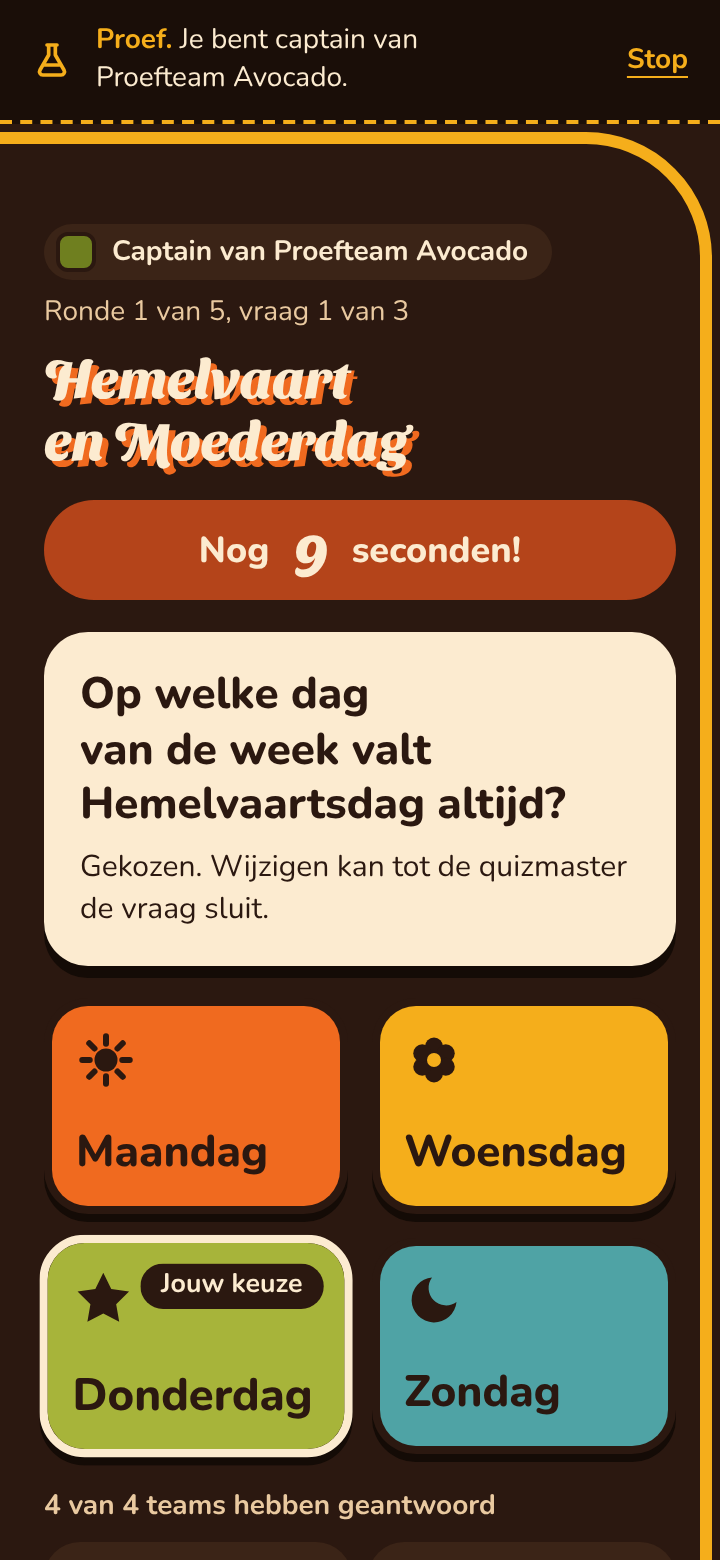 Proef. Je bent captain van
Proefteam Avocado.
Stop
Captain van Proefteam Avocado
Ronde 1 van 5, vraag 1 van 3
Hemelvaart
en Moederdag
Nog 9 seconden!
Op welke dag
van de week valt
Hemelvaartsdag altijd?
Gekozen. Wijzigen kan tot de quizmaster
de vraag sluit.
Maandag
Woensdag
Jouw keuze
Donderdag
Zondag
4 van 4 teams hebben geantwoord